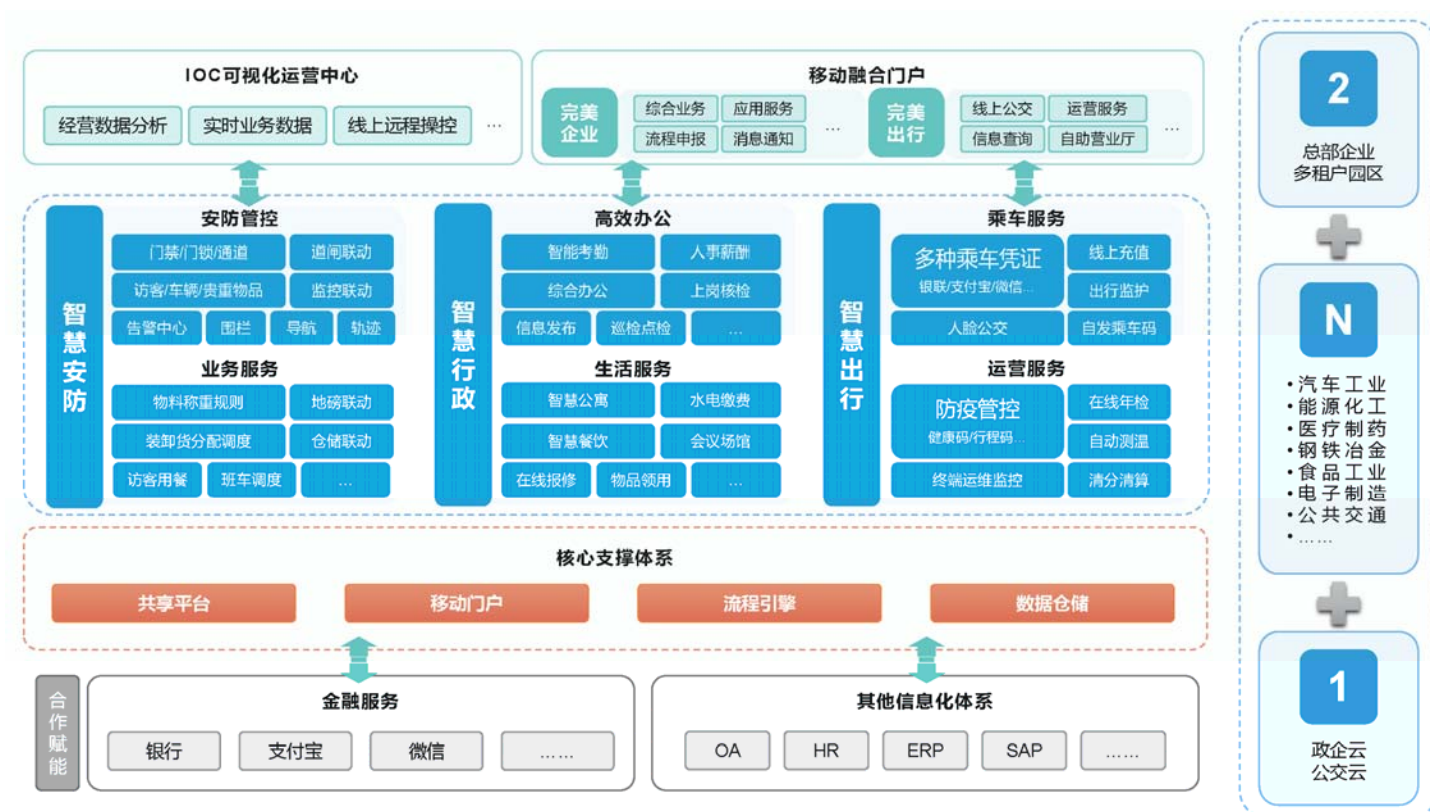 IOC可视化运营中心
经营数据分析
实时业务数据
线上远程操控
...
移动融合门户
完美
企业
综合业务
应用服务
流程申报
消息通知
...
完美
出行
线上公交
运营服务
信息查询
自助营业厅
...
智慧安防
安防管控
门禁/门锁/通道
道闸联动
访客/车辆/贵重物品
监控联动
告警中心
围栏
导航
轨迹
业务服务
物料称重规则
地磅联动
装卸货分配调度
仓储联动
访客用餐
班车调度
...
智慧行政
高效办公
智能考勤
人事薪酬
综合办公
上岗核检
信息发布
巡检点检
...
生活服务
智慧公寓
水电缴费
智慧餐饮
会议场馆
在线报修
物品领用
...
智慧出行
乘车服务
多种乘车凭证
银联/支付宝/微信...
线上充值
出行监护
人脸公交
自发乘车码
运营服务
防疫管控
健康码/行程码...
在线年检
自动测温
终端运维监控
清分清算
核心支撑体系
共享平台
移动门户
流程引擎
数据仓储
合作赋能
金融服务
银行
支付宝
微信
……
其他信息化体系
OA
HR
ERP
SAP
……
2
总部企业
多租户园区
N
•汽车工业
•能源化工
•医疗制药
•钢铁冶金
•食品工业
•电子制造
•公共交通
•……
1
政企云
公交云